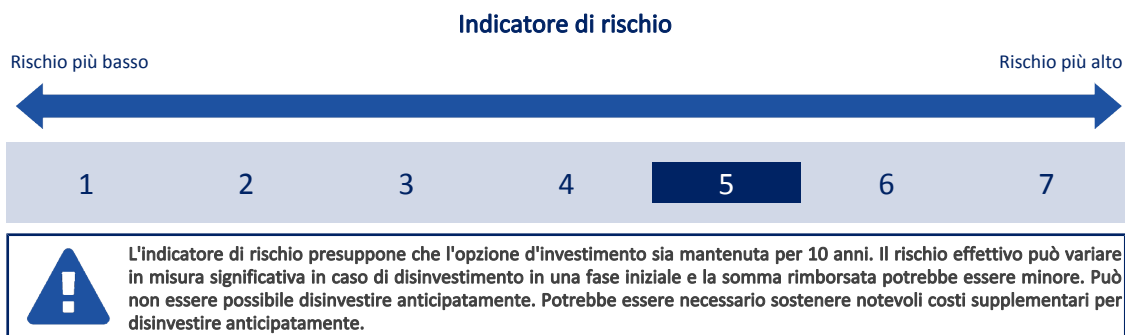 Indicatore di rischio
Rischio più basso
Rischio più alto
1 2 3 4 5 6 7
L'indicatore di rischio presuppone che l'opzione d'investimento sia mantenuta per 10 anni. Il rischio effettivo può variare
in misura significativa in caso di disinvestimento in una fase iniziale e la somma rimborsata potrebbe essere minore. Può
non essere possibile disinvestire anticipatamente. Potrebbe essere necessario sostenere notevoli costi supplementari per
disinvestire anticipatamente.